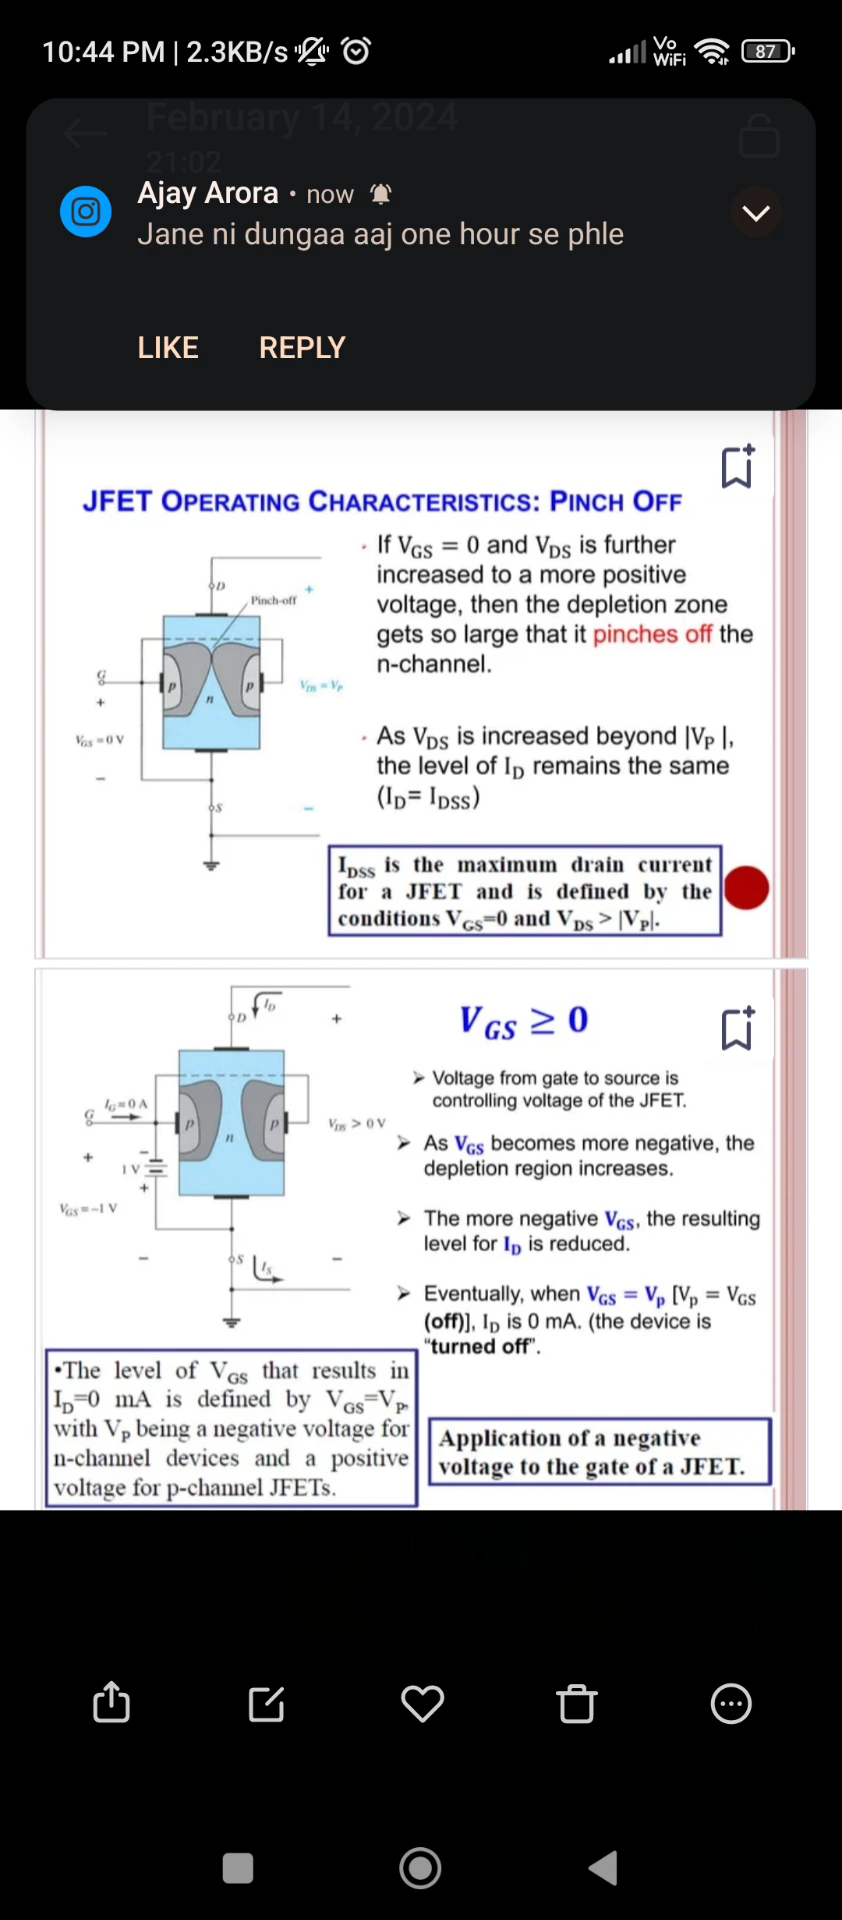 10:44 PM | 2.3KB/s
Vo
WiFi
87
February 14, 2024
21:02
Ajay Arora • now
Jane ni dungaa aaj one hour se phle
LIKE REPLY
JFET OPERATING CHARACTERISTICS: PINCH OFF
If VGS = 0 and VDS is further
increased to a more positive
voltage, then the depletion zone
gets so large that it pinches off the
n-channel.
As VDS is increased beyond |VP |,
the level of ID remains the same
(ID= IDSS)
D
+
Pinch-off
G
p
p
n
VDS = VP
+
VGS = 0 V
–
S
–
IDSS is the maximum drain current
for a JFET and is defined by the
conditions VGS=0 and VDS > |VP|.
VGS ≥ 0
➢ Voltage from gate to source is
controlling voltage of the JFET.
➢ As VGS becomes more negative, the
depletion region increases.
➢ The more negative VGS, the resulting
level for ID is reduced.
➢ Eventually, when VGS = Vp [Vp = VGS
(off)], ID is 0 mA. (the device is
"turned off".
ID
D
+
IG = 0 A
G
p
p
n
VDS > 0 V
+
–
1 V
+
VGS = –1 V
–
S
IS
–
•The level of VGS that results in
ID=0 mA is defined by VGS=VP,
with VP being a negative voltage for
n-channel devices and a positive
voltage for p-channel JFETs.
Application of a negative
voltage to the gate of a JFET.